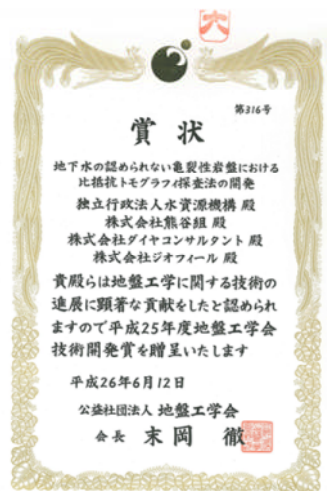 第316号
賞状
地下水の認められない亀裂性岩盤における
比抵抗トモグラフィ探査法の開発
独立行政法人水資源機構 殿
株式会社熊谷組 殿
株式会社ダイヤコンサルタント 殿
株式会社ジオフィール 殿
貴殿らは地盤工学に関する技術の
進展に顕著な貢献をしたと認められ
ますので平成25年度地盤工学会
技術開発賞を贈呈いたします
平成26年6月12日
公益社団法人 地盤工学会
会長 末岡 徹